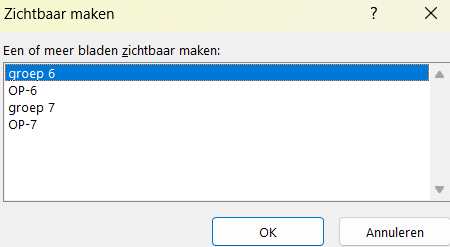 Zichtbaar maken ?
Een of meer bladen zichtbaar maken:
groep 6
OP-6
groep 7
OP-7
OK Annuleren